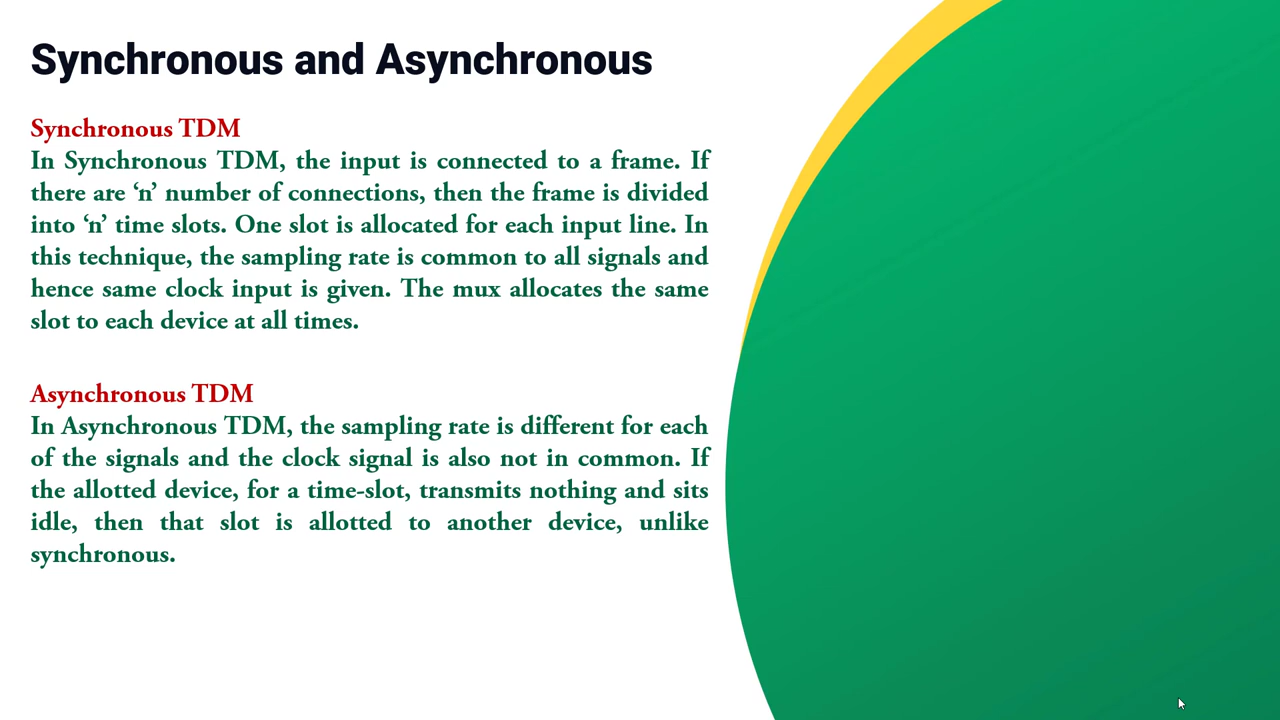 Synchronous and Asynchronous
Synchronous TDM
In Synchronous TDM, the input is connected to a frame. If
there are ‘n’ number of connections, then the frame is divided
into ‘n’ time slots. One slot is allocated for each input line. In
this technique, the sampling rate is common to all signals and
hence same clock input is given. The mux allocates the same
slot to each device at all times.
Asynchronous TDM
In Asynchronous TDM, the sampling rate is different for each
of the signals and the clock signal is also not in common. If
the allotted device, for a time-slot, transmits nothing and sits
idle, then that slot is allotted to another device, unlike
synchronous.